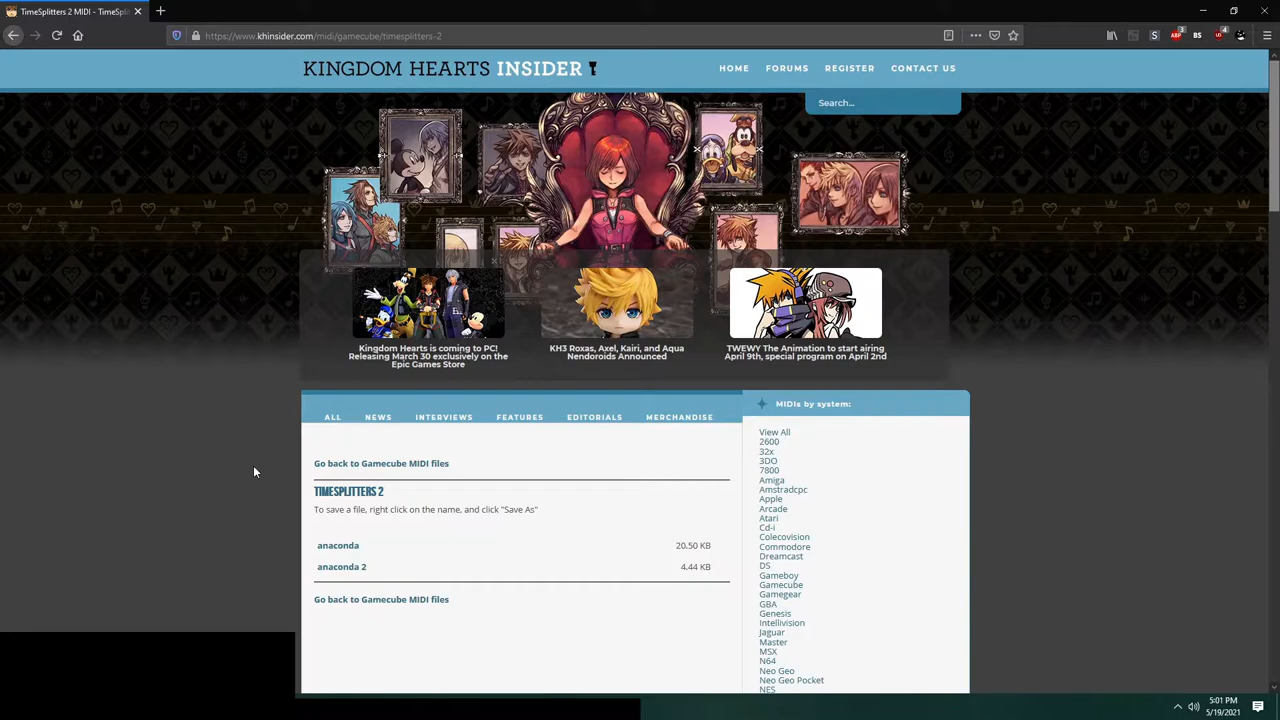 TimeSplitters 2 MIDI - TimeSpli
https://www.khinsider.com/midi/gamecube/timesplitters-2
KINGDOM HEARTS INSIDER
HOME FORUMS REGISTER CONTACT US
Search...
Kingdom Hearts is coming to PC!
Releasing March 30 exclusively on the
Epic Games Store
KH3 Roxas, Axel, Kairi, and Aqua
Nendoroids Announced
TWEWY The Animation to start airing
April 9th, special program on April 2nd
ALL NEWS INTERVIEWS FEATURES EDITORIALS MERCHANDISE
Go back to Gamecube MIDI files
TIMESPLITTERS 2
To save a file, right click on the name, and click "Save As"
anaconda 20.50 KB
anaconda 2 4.44 KB
Go back to Gamecube MIDI files
MIDIs by system:
View All
2600
32x
3DO
7800
Amiga
Amstradcpc
Apple
Arcade
Atari
Cd-i
Colecovision
Commodore
Dreamcast
DS
Gameboy
Gamecube
Gamegear
GBA
Genesis
Intellivision
Jaguar
Master
MSX
N64
Neo Geo
Neo Geo Pocket
NES
5:01 PM
5/19/2021